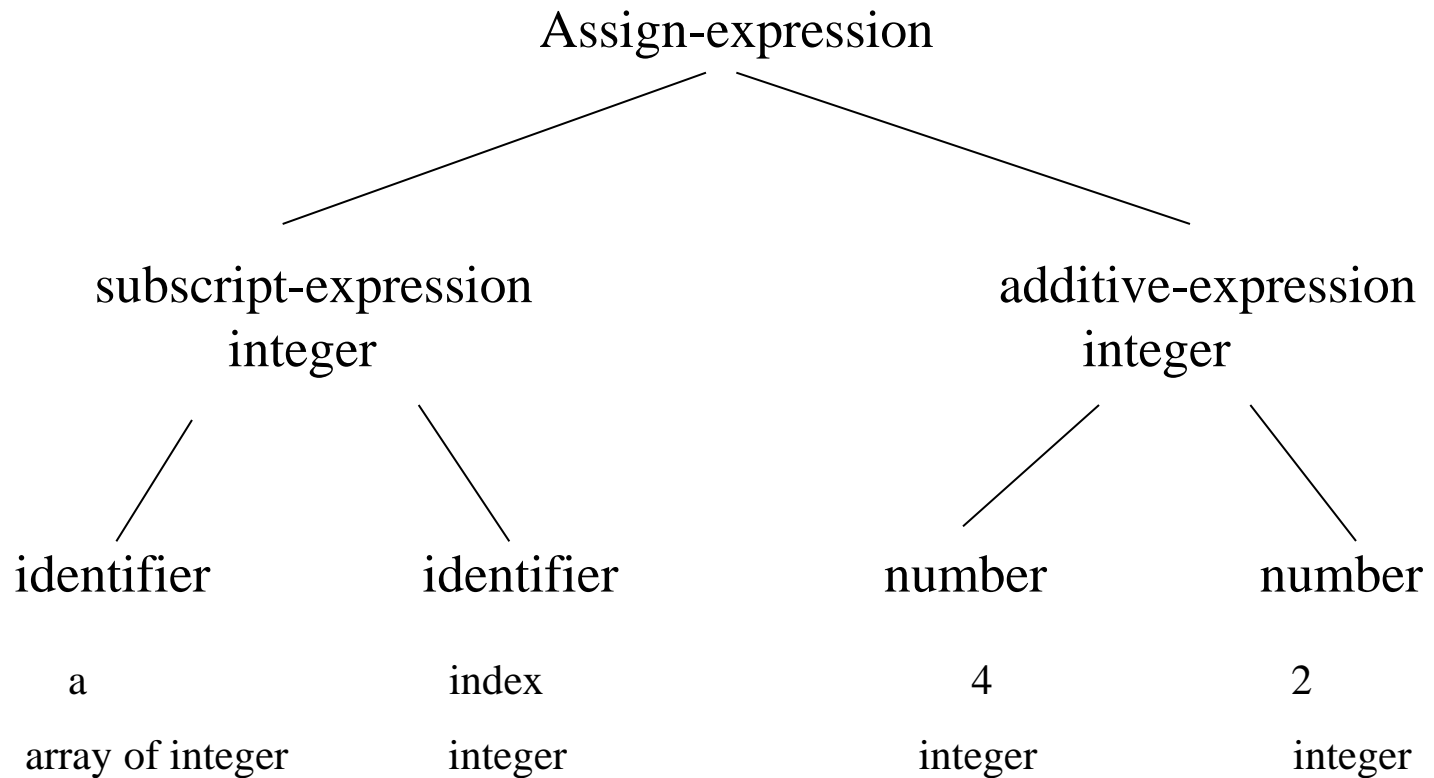 Assign-expression
subscript-expression
integer
additive-expression
integer
identifier
identifier
number
number
a
index
4
2
array of integer
integer
integer
integer